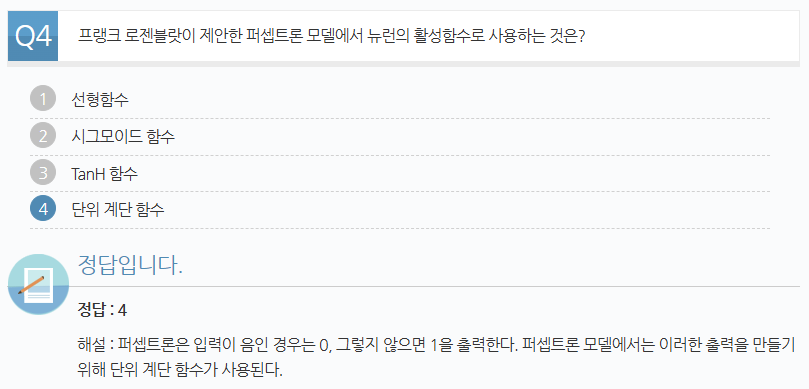 Q4 프랭크 로젠블랏이 제안한 퍼셉트론 모델에서 뉴런의 활성함수로 사용하는 것은?
1 선형함수
2 시그모이드 함수
3 TanH 함수
4 단위 계단 함수
정답입니다.
정답 : 4
해설 : 퍼셉트론은 입력이 음인 경우는 0, 그렇지 않으면 1을 출력한다. 퍼셉트론 모델에서는 이러한 출력을 만들기
위해 단위 계단 함수가 사용된다.